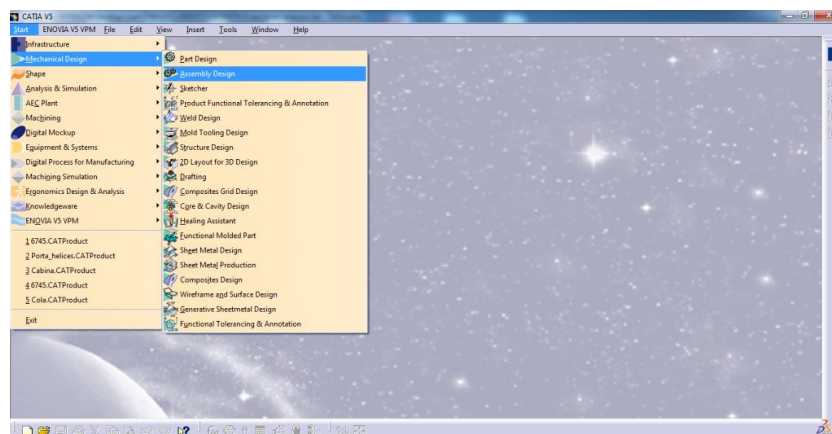 CATIA V5
Start ENOVIA V5 VPM File Edit View Insert Tools Window Help
Infrastructure
Mechanical Design
Shape
Analysis & Simulation
AEC Plant
Machining
Digital Mockup
Equipment & Systems
Digital Process for Manufacturing
Machining Simulation
Ergonomics Design & Analysis
Knowledgeware
ENOVIA V5 VPM
1 6745.CATProduct
2 Porta_helices.CATProduct
3 Cabina.CATProduct
4 6745.CATProduct
5 Cola.CATProduct
Exit
Part Design
Assembly Design
Sketcher
Product Functional Tolerancing & Annotation
Weld Design
Mold Tooling Design
Structure Design
2D Layout for 3D Design
Drafting
Composites Grid Design
Core & Cavity Design
Healing Assistant
Functional Molded Part
Sheet Metal Design
Sheet Metal Production
Composites Design
Wireframe and Surface Design
Generative Sheetmetal Design
Functional Tolerancing & Annotation